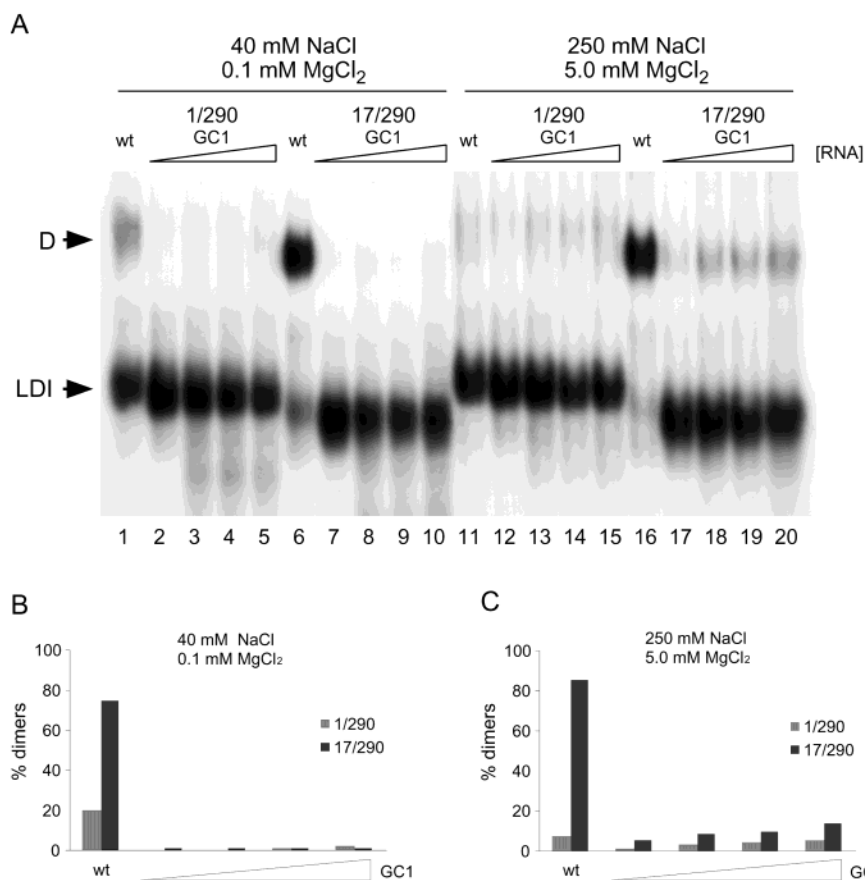 A
40 mM NaCl 250 mM NaCl
0.1 mM MgCl₂ 5.0 mM MgCl₂
1/290 17/290 1/290 17/290
wt GC1 wt GC1 wt GC1 wt GC1 [RNA]
D
LDI
1 2 3 4 5 6 7 8 9 10 11 12 13 14 15 16 17 18 19 20
B
40 mM NaCl
0.1 mM MgCl₂
% dimers
100
80
60
40
20
0
1/290
17/290
wt GC1
C
250 mM NaCl
5.0 mM MgCl₂
% dimers
100
80
60
40
20
0
1/290
17/290
wt